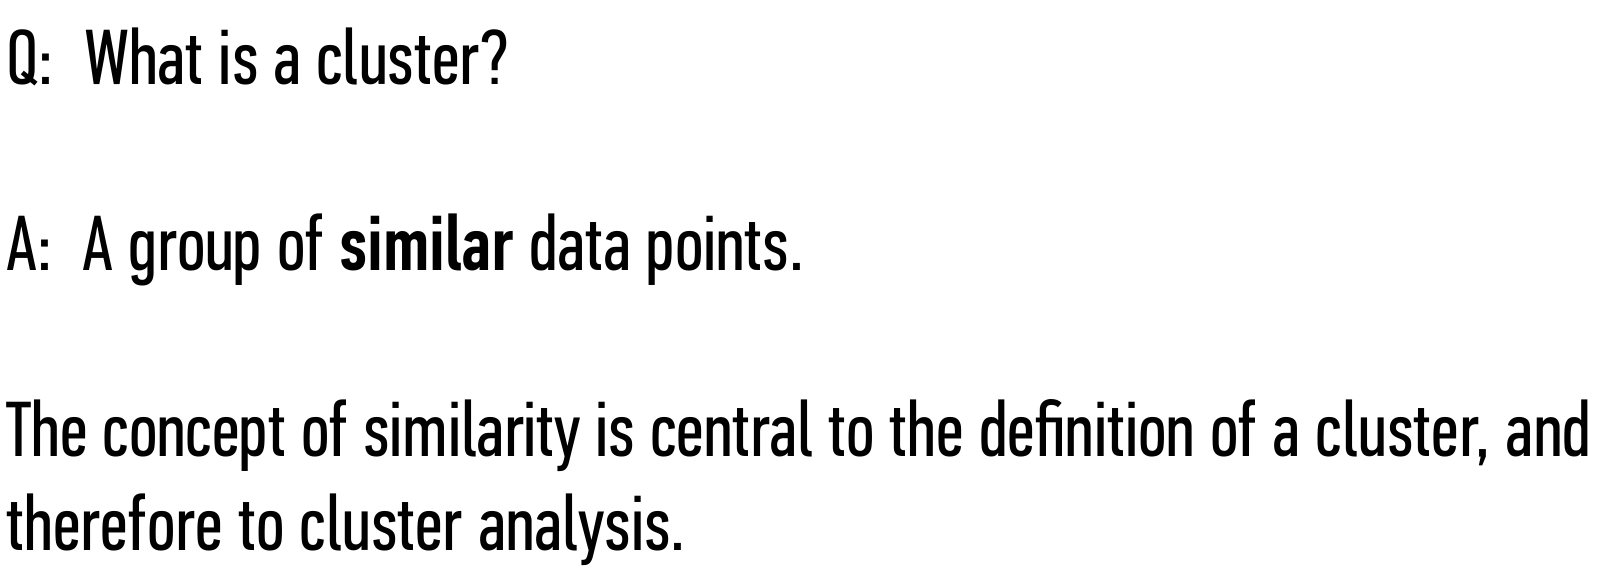 Q: What is a cluster?
A: A group of similar data points.
The concept of similarity is central to the definition of a cluster, and
therefore to cluster analysis.